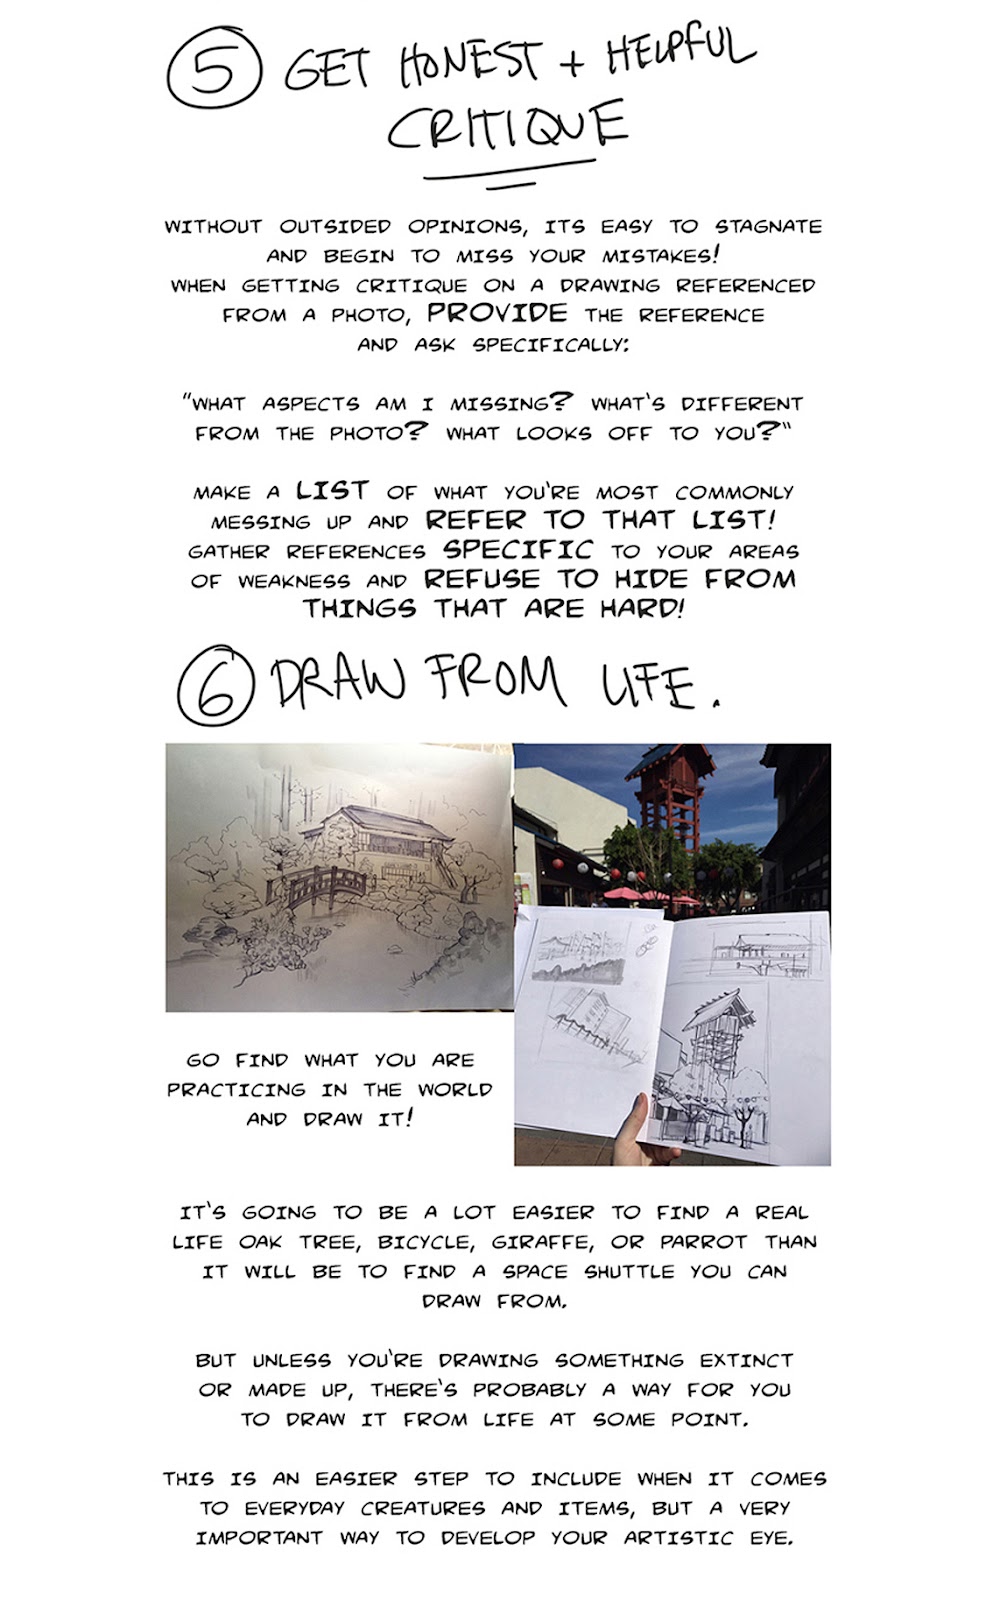 5 GET HONEST + HELPFUL
CRITIQUE
WITHOUT OUTSIDED OPINIONS, ITS EASY TO STAGNATE
AND BEGIN TO MISS YOUR MISTAKES!
WHEN GETTING CRITIQUE ON A DRAWING REFERENCED
FROM A PHOTO, PROVIDE THE REFERENCE
AND ASK SPECIFICALLY:
"WHAT ASPECTS AM I MISSING? WHAT'S DIFFERENT
FROM THE PHOTO? WHAT LOOKS OFF TO YOU?"
MAKE A LIST OF WHAT YOU'RE MOST COMMONLY
MESSING UP AND REFER TO THAT LIST!
GATHER REFERENCES SPECIFIC TO YOUR AREAS
OF WEAKNESS AND REFUSE TO HIDE FROM
THINGS THAT ARE HARD!
6 DRAW FROM LIFE.
GO FIND WHAT YOU ARE
PRACTICING IN THE WORLD
AND DRAW IT!
IT'S GOING TO BE A LOT EASIER TO FIND A REAL
LIFE OAK TREE, BICYCLE, GIRAFFE, OR PARROT THAN
IT WILL BE TO FIND A SPACE SHUTTLE YOU CAN
DRAW FROM.
BUT UNLESS YOU'RE DRAWING SOMETHING EXTINCT
OR MADE UP, THERE'S PROBABLY A WAY FOR YOU
TO DRAW IT FROM LIFE AT SOME POINT.
THIS IS AN EASIER STEP TO INCLUDE WHEN IT COMES
TO EVERYDAY CREATURES AND ITEMS, BUT A VERY
IMPORTANT WAY TO DEVELOP YOUR ARTISTIC EYE.